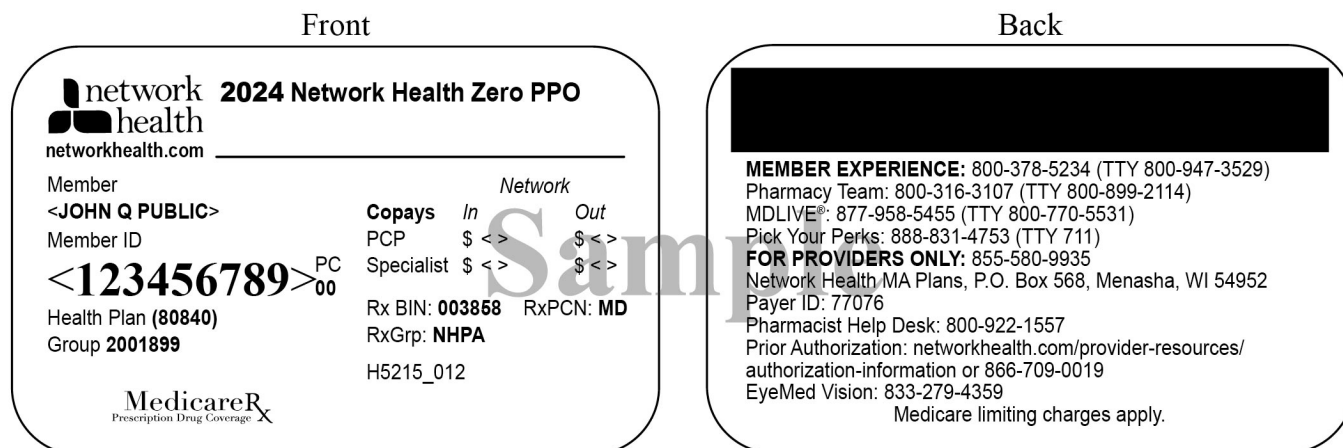 Front
Back
network health
2024 Network Health Zero PPO
networkhealth.com
Member
<JOHN Q PUBLIC>
Member ID
<123456789> PC 00
Health Plan (80840)
Group 2001899
MedicareRx
Prescription Drug Coverage
Network
Copays In Out
PCP $ < > $ < >
Specialist $ < > $ < >
Rx BIN: 003858 RxPCN: MD
RxGrp: NHPA
H5215_012
Sample
MEMBER EXPERIENCE: 800-378-5234 (TTY 800-947-3529)
Pharmacy Team: 800-316-3107 (TTY 800-899-2114)
MDLIVE®: 877-958-5455 (TTY 800-770-5531)
Pick Your Perks: 888-831-4753 (TTY 711)
FOR PROVIDERS ONLY: 855-580-9935
Network Health MA Plans, P.O. Box 568, Menasha, WI 54952
Payer ID: 77076
Pharmacist Help Desk: 800-922-1557
Prior Authorization: networkhealth.com/provider-resources/
authorization-information or 866-709-0019
EyeMed Vision: 833-279-4359
Medicare limiting charges apply.